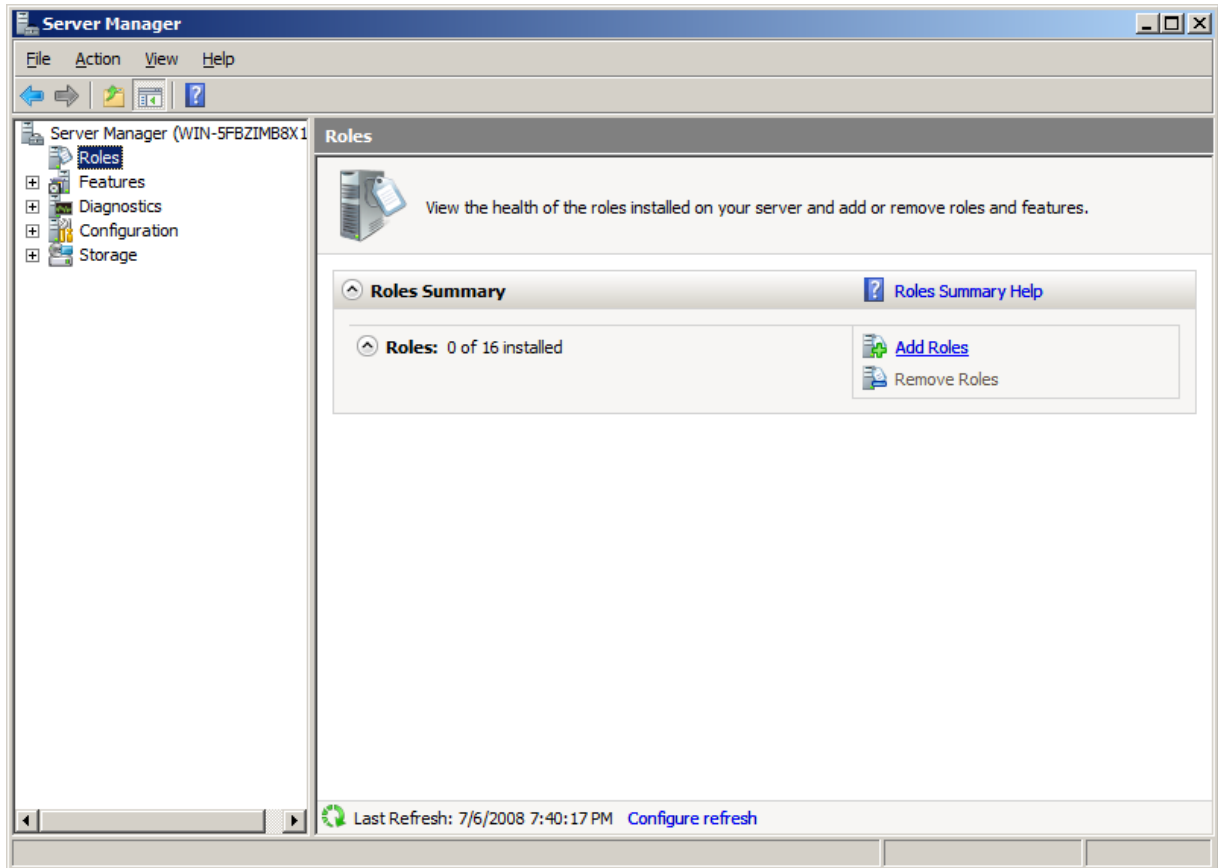 Server Manager
File Action View Help
Server Manager (WIN-5FBZIMB8X1
Roles
Features
Diagnostics
Configuration
Storage
Roles
View the health of the roles installed on your server and add or remove roles and features.
Roles Summary
Roles Summary Help
Roles: 0 of 16 installed
Add Roles
Remove Roles
Last Refresh: 7/6/2008 7:40:17 PM Configure refresh